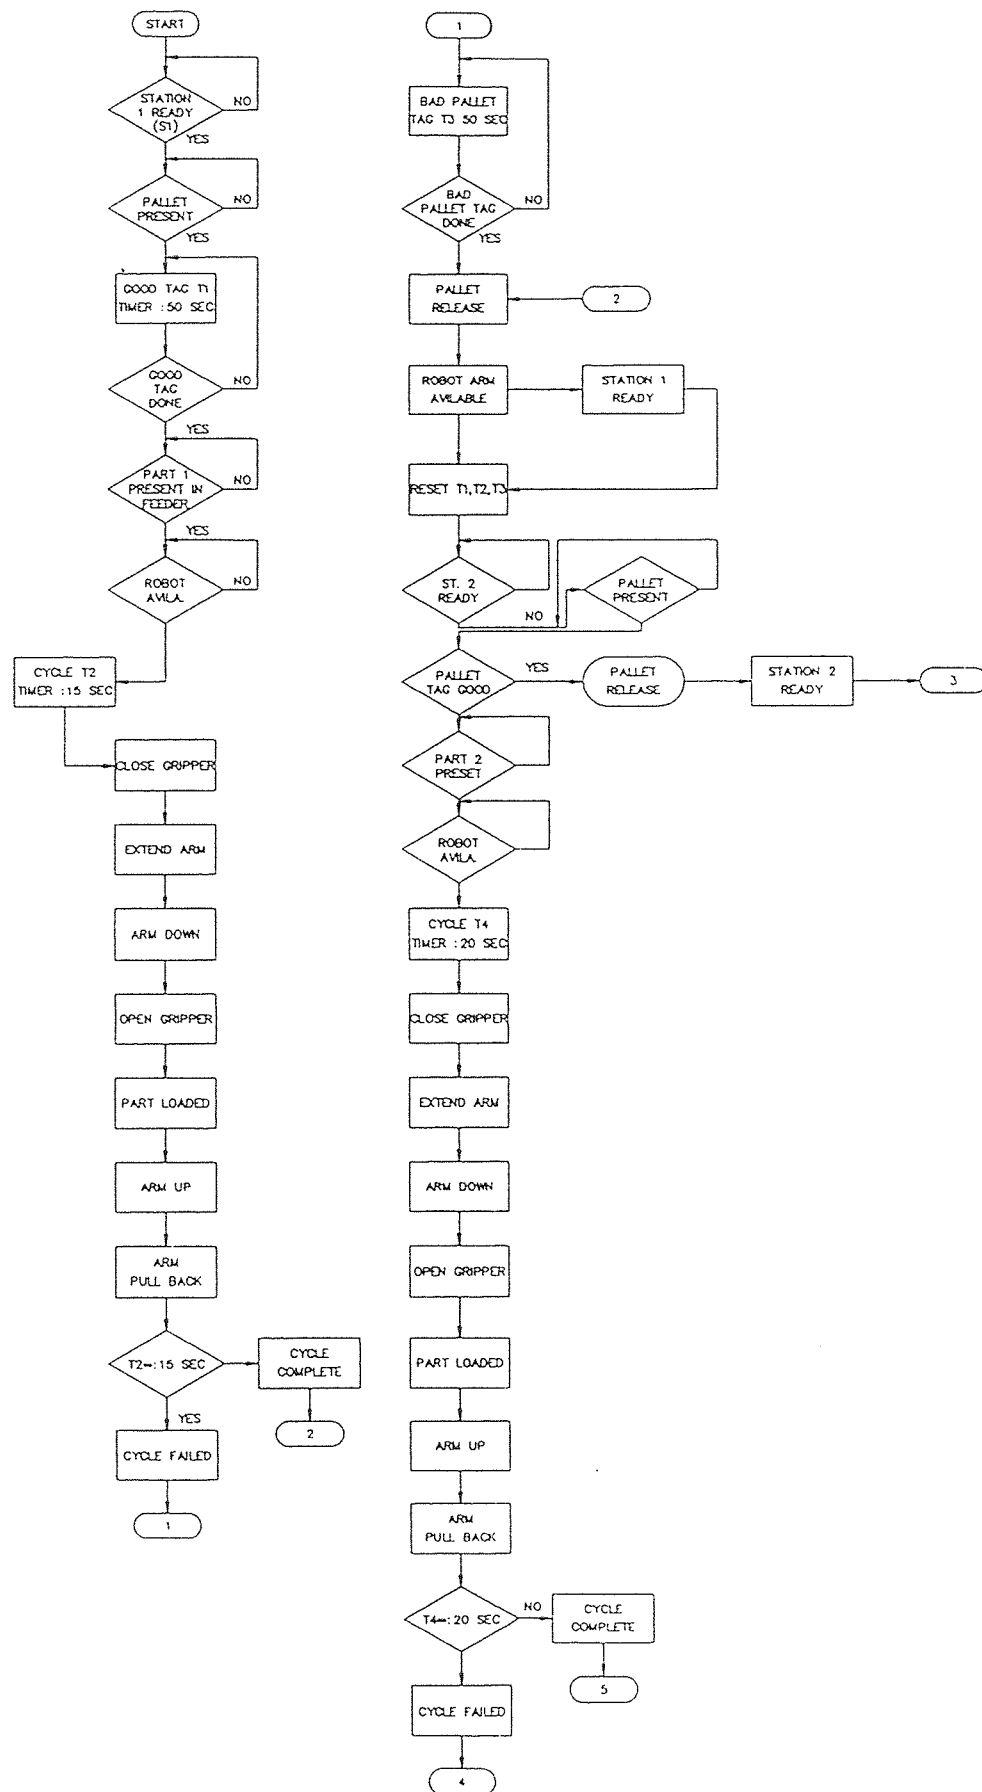 START
STATION
1 READY
(S1)
NO
YES
PALLET
PRESENT
NO
YES
GOOD TAG T1
TIMER :50 SEC
GOOD
TAG
DONE
NO
YES
PART 1
PRESENT IN
FEEDER
NO
YES
ROBOT
AVILA.
NO
CYCLE T2
TIMER :15 SEC
CLOSE GRIPPER
EXTEND ARM
ARM DOWN
OPEN GRIPPER
PART LOADED
ARM UP
ARM
PULL BACK
T2=:15 SEC
CYCLE
COMPLETE
YES
2
CYCLE FAILED
1
1
BAD PALLET
TAG T3 50 SEC
BAD
PALLET TAG
DONE
NO
YES
PALLET
RELEASE
2
ROBOT ARM
AVILABLE
STATION 1
READY
RESET T1,T2,T3
ST. 2
READY
NO
PALLET
PRESENT
PALLET
TAG GOOD
YES
PALLET
RELEASE
STATION 2
READY
3
PART 2
PRESET
ROBOT
AVILA.
CYCLE T4
TIMER :20 SEC
CLOSE GRIPPER
EXTEND ARM
ARM DOWN
OPEN GRIPPER
PART LOADED
ARM UP
ARM
PULL BACK
T4=:20 SEC
NO
CYCLE
COMPLETE
5
CYCLE FAILED
4